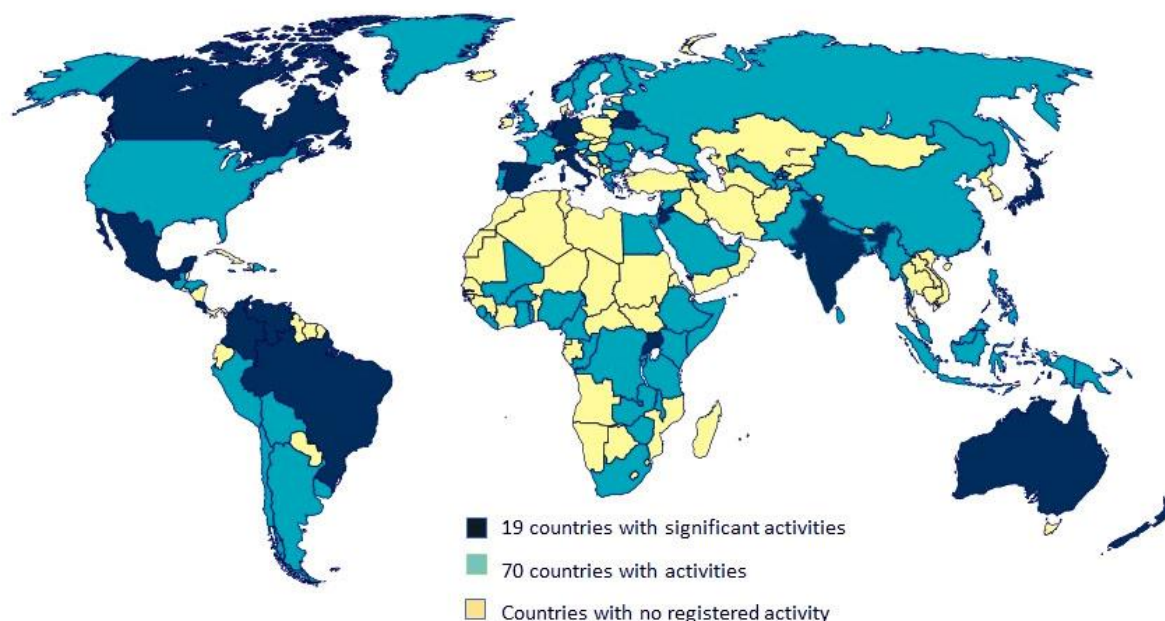 19 countries with significant activities
70 countries with activities
Countries with no registered activity